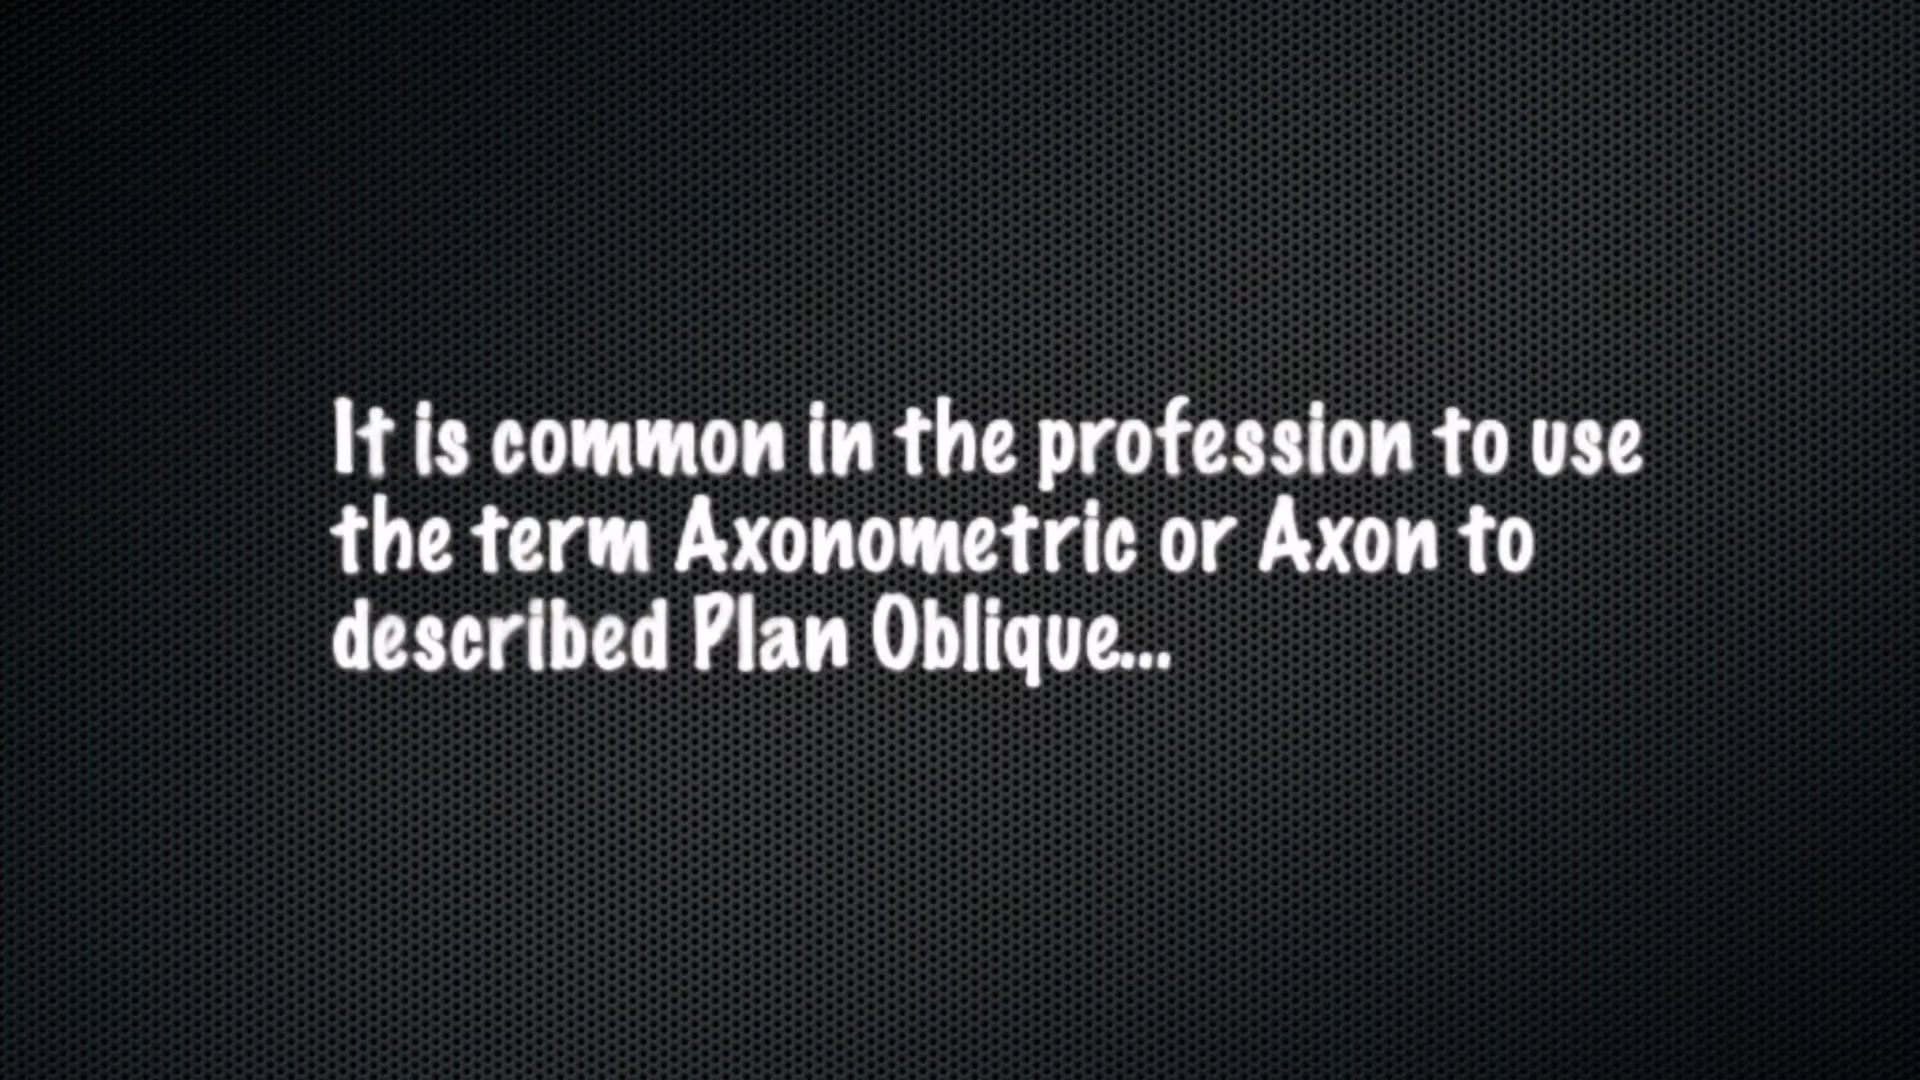 It is common in the profession to use
the term Axonometric or Axon to
described Plan Oblique...